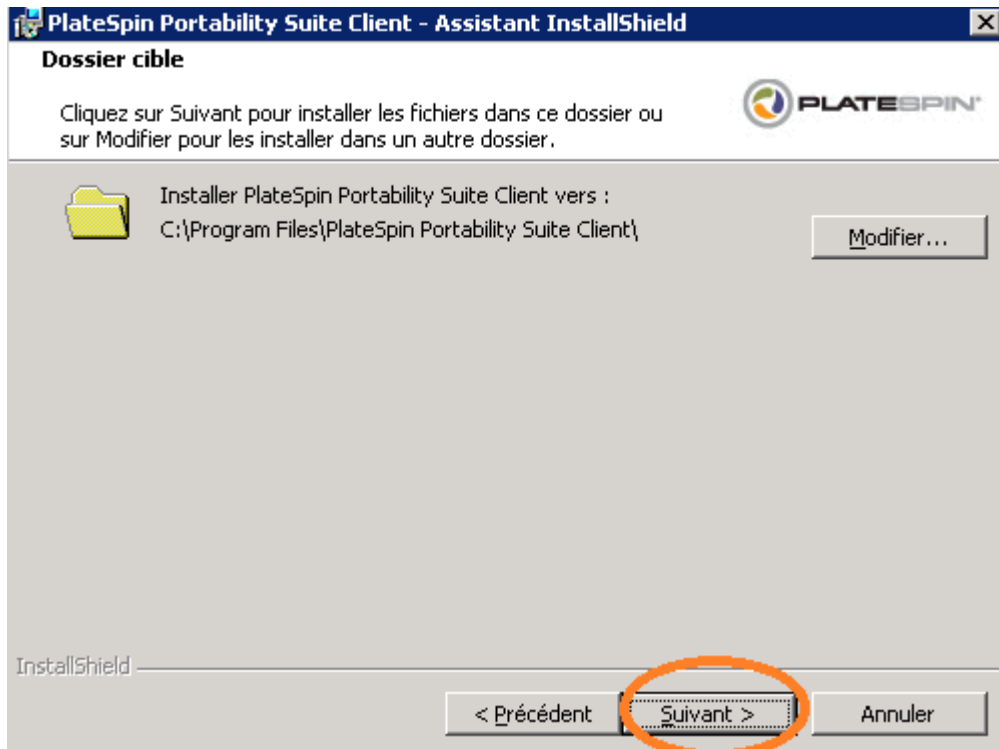 PlateSpin Portability Suite Client - Assistant InstallShield
Dossier cible
Cliquez sur Suivant pour installer les fichiers dans ce dossier ou
sur Modifier pour les installer dans un autre dossier.
PLATESPIN
Installer PlateSpin Portability Suite Client vers :
C:\Program Files\PlateSpin Portability Suite Client\
Modifier...
InstallShield
< Précédent
Suivant >
Annuler